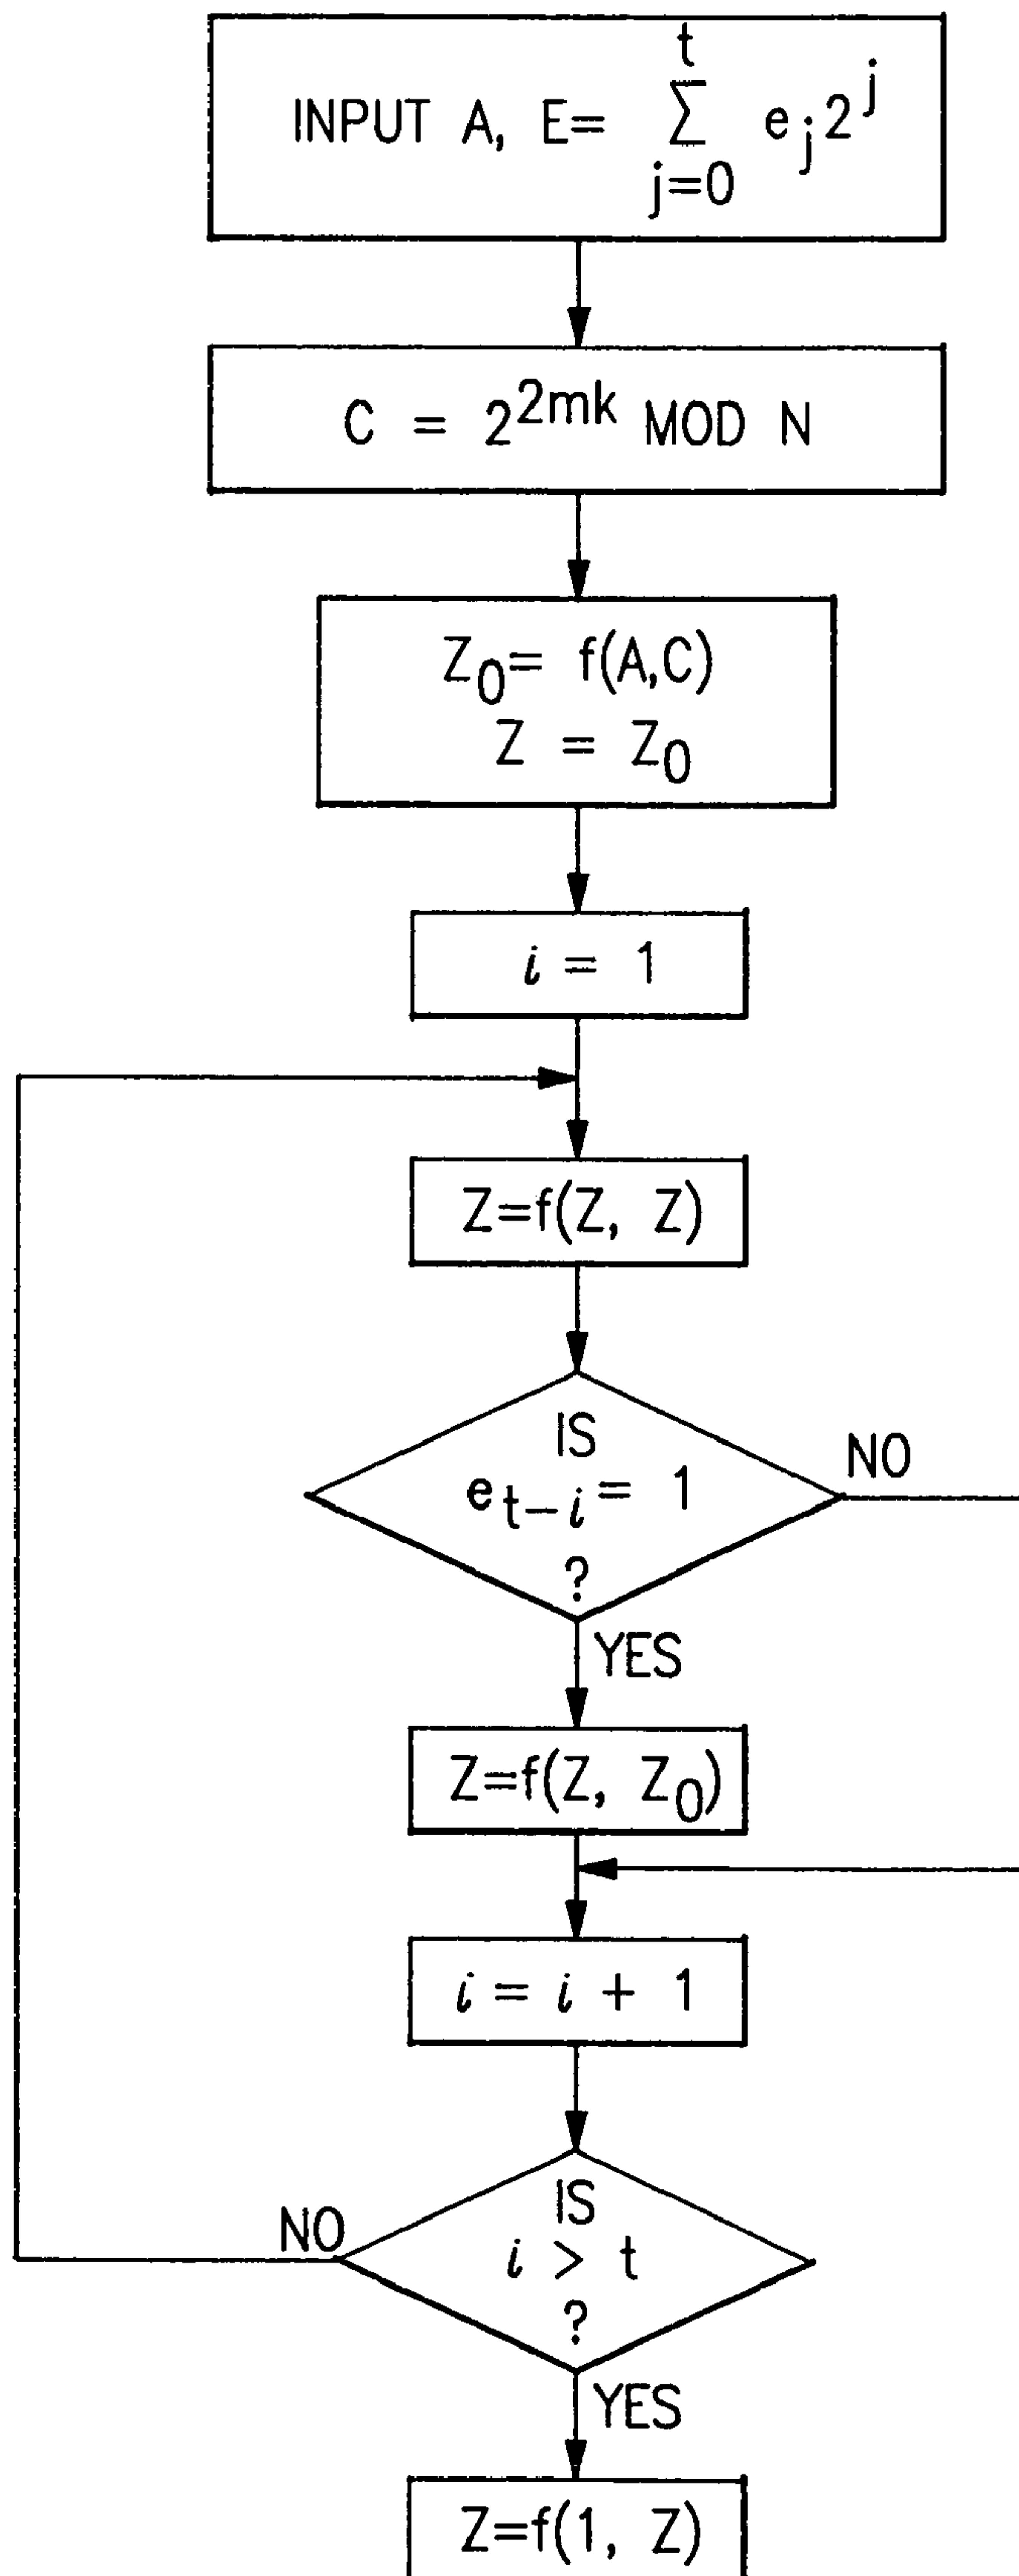 INPUT A, E= t∑j=0 e_j 2^j
C = 2^2mk MOD N
Z_0= f(A,C)
Z = Z_0
i = 1
Z=f(Z, Z)
IS
e_t-i= 1
?
NO
YES
Z=f(Z, Z_0)
i = i + 1
IS
i > t
?
NO
YES
Z=f(1, Z)